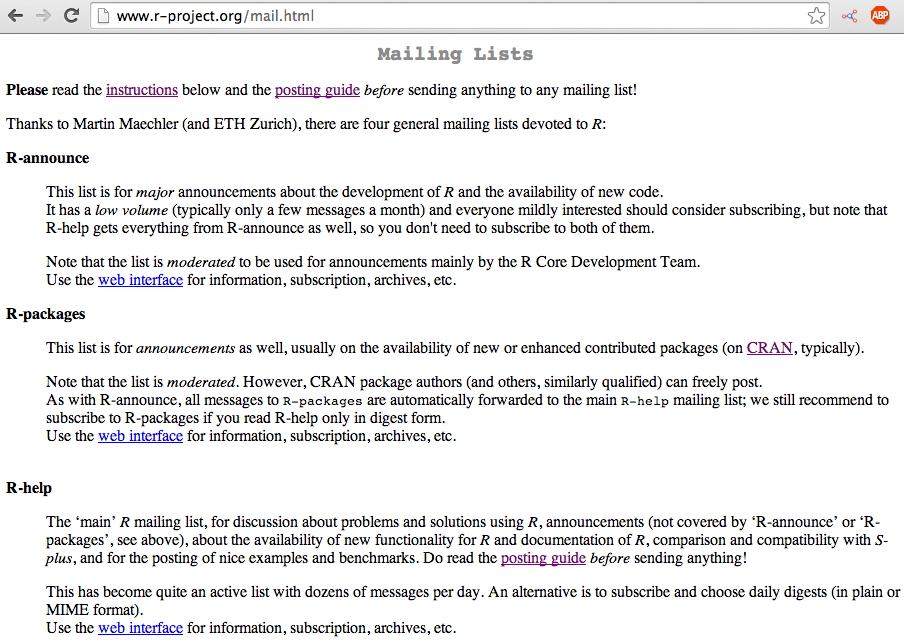 www.r-project.org/mail.html
ABP
Mailing Lists
Please read the instructions below and the posting guide before sending anything to any mailing list!
Thanks to Martin Maechler (and ETH Zurich), there are four general mailing lists devoted to R:
R-announce
This list is for major announcements about the development of R and the availability of new code.
It has a low volume (typically only a few messages a month) and everyone mildly interested should consider subscribing, but note that
R-help gets everything from R-announce as well, so you don't need to subscribe to both of them.
Note that the list is moderated to be used for announcements mainly by the R Core Development Team.
Use the web interface for information, subscription, archives, etc.
R-packages
This list is for announcements as well, usually on the availability of new or enhanced contributed packages (on CRAN, typically).
Note that the list is moderated. However, CRAN package authors (and others, similarly qualified) can freely post.
As with R-announce, all messages to R-packages are automatically forwarded to the main R-help mailing list; we still recommend to
subscribe to R-packages if you read R-help only in digest form.
Use the web interface for information, subscription, archives, etc.
R-help
The ‘main’ R mailing list, for discussion about problems and solutions using R, announcements (not covered by ‘R-announce’ or ‘R-
packages’, see above), about the availability of new functionality for R and documentation of R, comparison and compatibility with S-
plus, and for the posting of nice examples and benchmarks. Do read the posting guide before sending anything!
This has become quite an active list with dozens of messages per day. An alternative is to subscribe and choose daily digests (in plain or
MIME format).
Use the web interface for information, subscription, archives, etc.